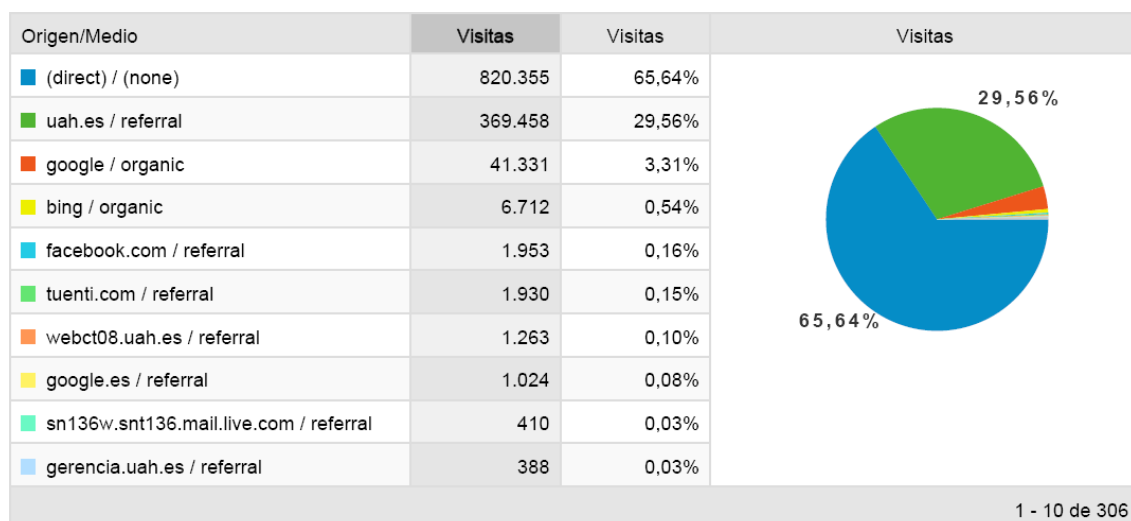 Origen/Medio Visitas Visitas Visitas
(direct) / (none) 820.355 65,64%
uah.es / referral 369.458 29,56%
google / organic 41.331 3,31%
bing / organic 6.712 0,54%
facebook.com / referral 1.953 0,16%
tuenti.com / referral 1.930 0,15%
webct08.uah.es / referral 1.263 0,10%
google.es / referral 1.024 0,08%
sn136w.snt136.mail.live.com / referral 410 0,03%
gerencia.uah.es / referral 388 0,03%
29,56%
65,64%
1 - 10 de 306